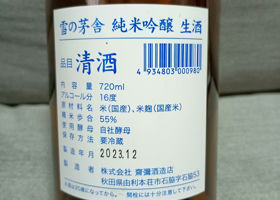 雪の茅舎 純米吟醸 生酒
品目 清酒
4 934803 000980
内容量 720ml
アルコール分 16度
原材料 米(国産)、米麹(国産米)
精米歩合 55%
使用酵母 自社酵母
保存方法 要冷蔵
製造年月 2023.12
製造者 株式会社 齋彌酒造店
秋田県由利本荘市石脇字石脇53